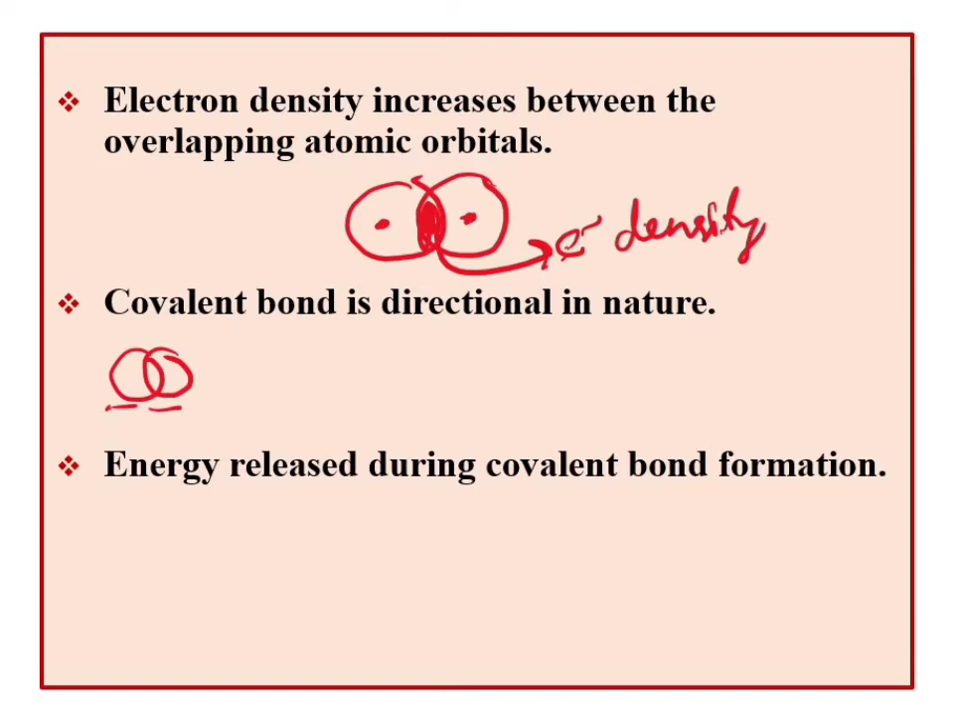 ❖ Electron density increases between the
overlapping atomic orbitals.
e⁻ density
❖ Covalent bond is directional in nature.
❖ Energy released during covalent bond formation.